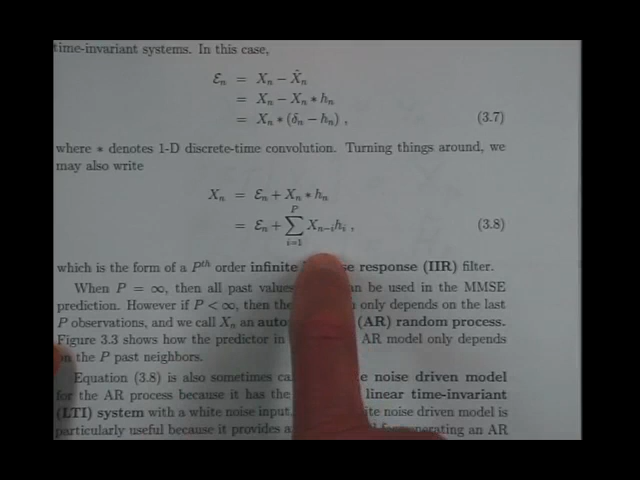 time-invariant systems. In this case,
ℰₙ = Xₙ − X̂ₙ
= Xₙ − Xₙ ∗ hₙ
= Xₙ ∗ (δₙ − hₙ) , (3.7)
where ∗ denotes 1-D discrete-time convolution. Turning things around, we
may also write
Xₙ = ℰₙ + Xₙ ∗ hₙ
= ℰₙ + ∑_{i=1}^{P} X_{n−i}h_i , (3.8)
which is the form of a Pᵗʰ order infinite response (IIR) filter.
When P = ∞, then all past values can be used in the MMSE
prediction. However if P < ∞, then the only depends on the last
P observations, and we call Xₙ an (AR) random process.
Figure 3.3 shows how the predictor in AR model only depends
on the P past neighbors.
Equation (3.8) is also sometimes noise driven model
for the AR process because it has the linear time-invariant
(LTI) system with a white noise input. noise driven model is
particularly useful because it provides generating an AR